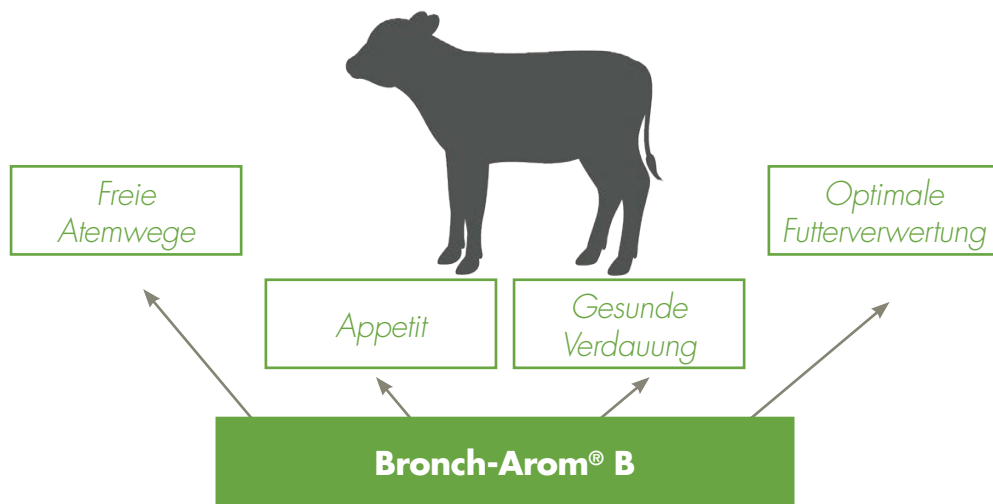 Freie
Atemwege
Optimale
Futterverwertung
Appetit
Gesunde
Verdauung
Bronch-Arom® B